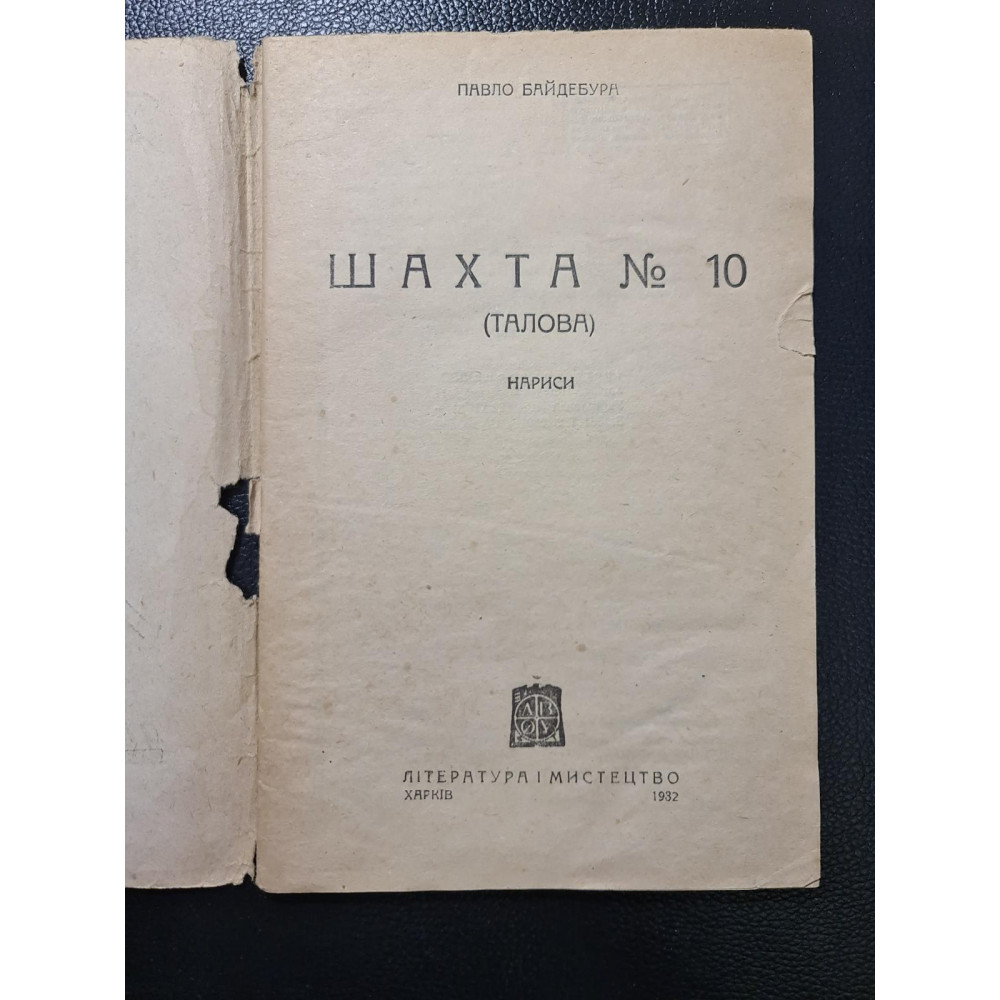 ПАВЛО БАЙДЕБУРА
ШАХТА № 10
(ТАЛОВА)
НАРИСИ
ЛІТЕРАТУРА І МИСТЕЦТВО
ХАРКІВ 1932